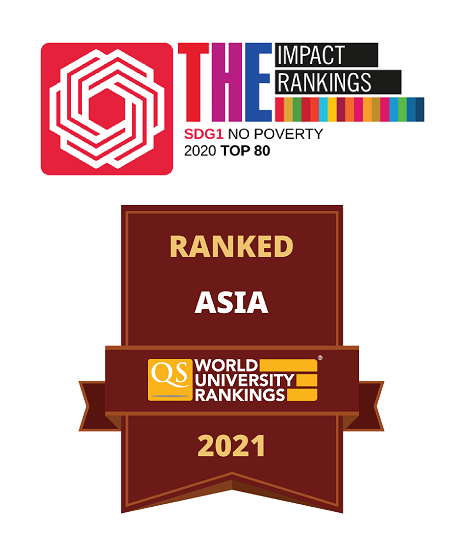 THE IMPACT
RANKINGS
SDG1 NO POVERTY
2020 TOP 80
RANKED
ASIA
QS WORLD
UNIVERSITY
RANKINGS
®
2021